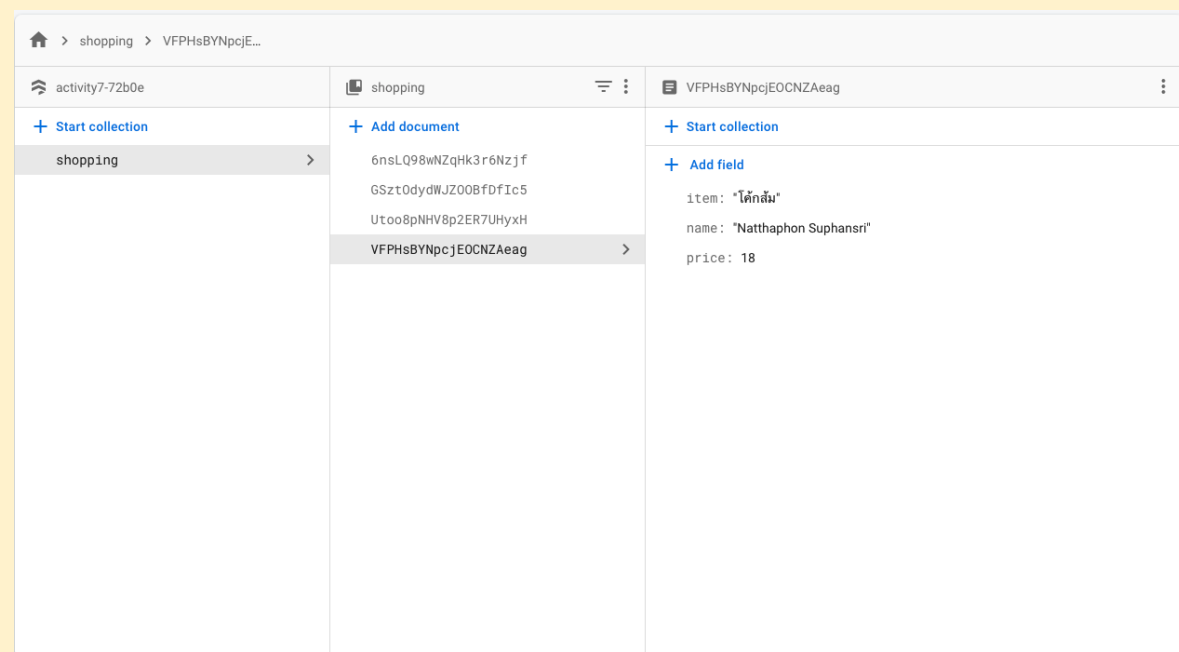 shopping > VFPHsBYNpcjE...
activity7-72b0e
+ Start collection
shopping
shopping
+ Add document
6nsLQ98wNZqHk3r6Nzjf
GSztOdydWJZOOBfDfIc5
Utoo8pNHV8p2ER7UHyxH
VFPHsBYNpcjEOCNZAeag
VFPHsBYNpcjEOCNZAeag
+ Start collection
+ Add field
item: "โค้กส้ม"
name: "Natthaphon Suphansri"
price: 18